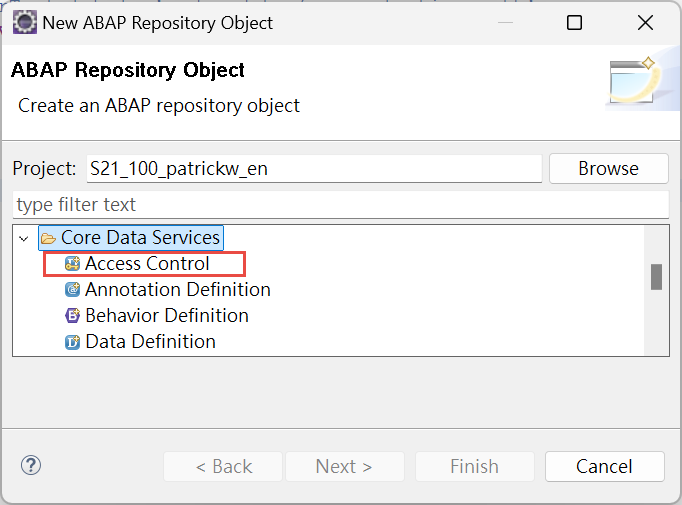 New ABAP Repository Object
ABAP Repository Object
Create an ABAP repository object
Project: S21_100_patrickw_en Browse
type filter text
Core Data Services
Access Control
Annotation Definition
Behavior Definition
Data Definition
? < Back Next > Finish Cancel